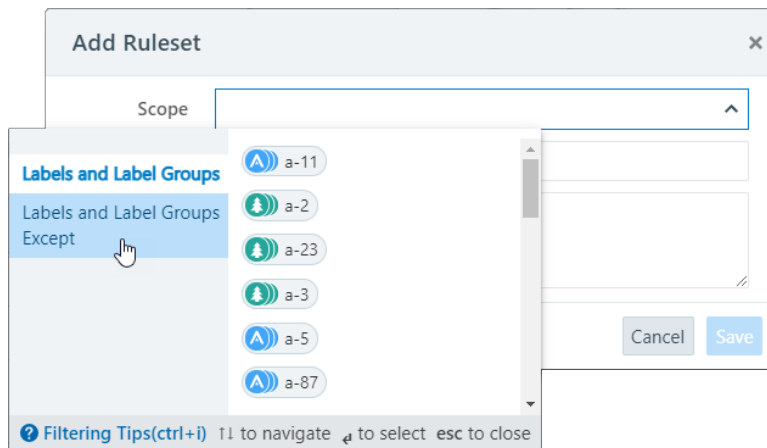 Add Ruleset
Scope
Labels and Label Groups
Labels and Label Groups
Except
a-11
a-2
a-23
a-3
a-5
a-87
Cancel
Save
Filtering Tips(ctrl+i) ↑↓ to navigate ↲ to select esc to close